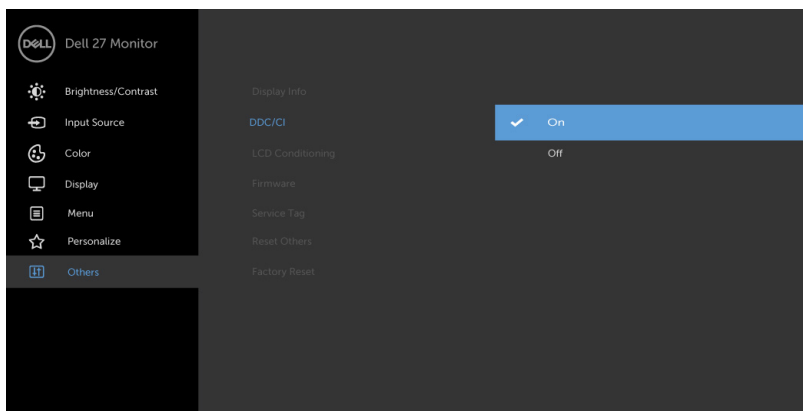 DELL Dell 27 Monitor
Brightness/Contrast
Input Source
Color
Display
Menu
Personalize
Others
Display Info
DDC/CI
LCD Conditioning
Firmware
Service Tag
Reset Others
Factory Reset
On
Off